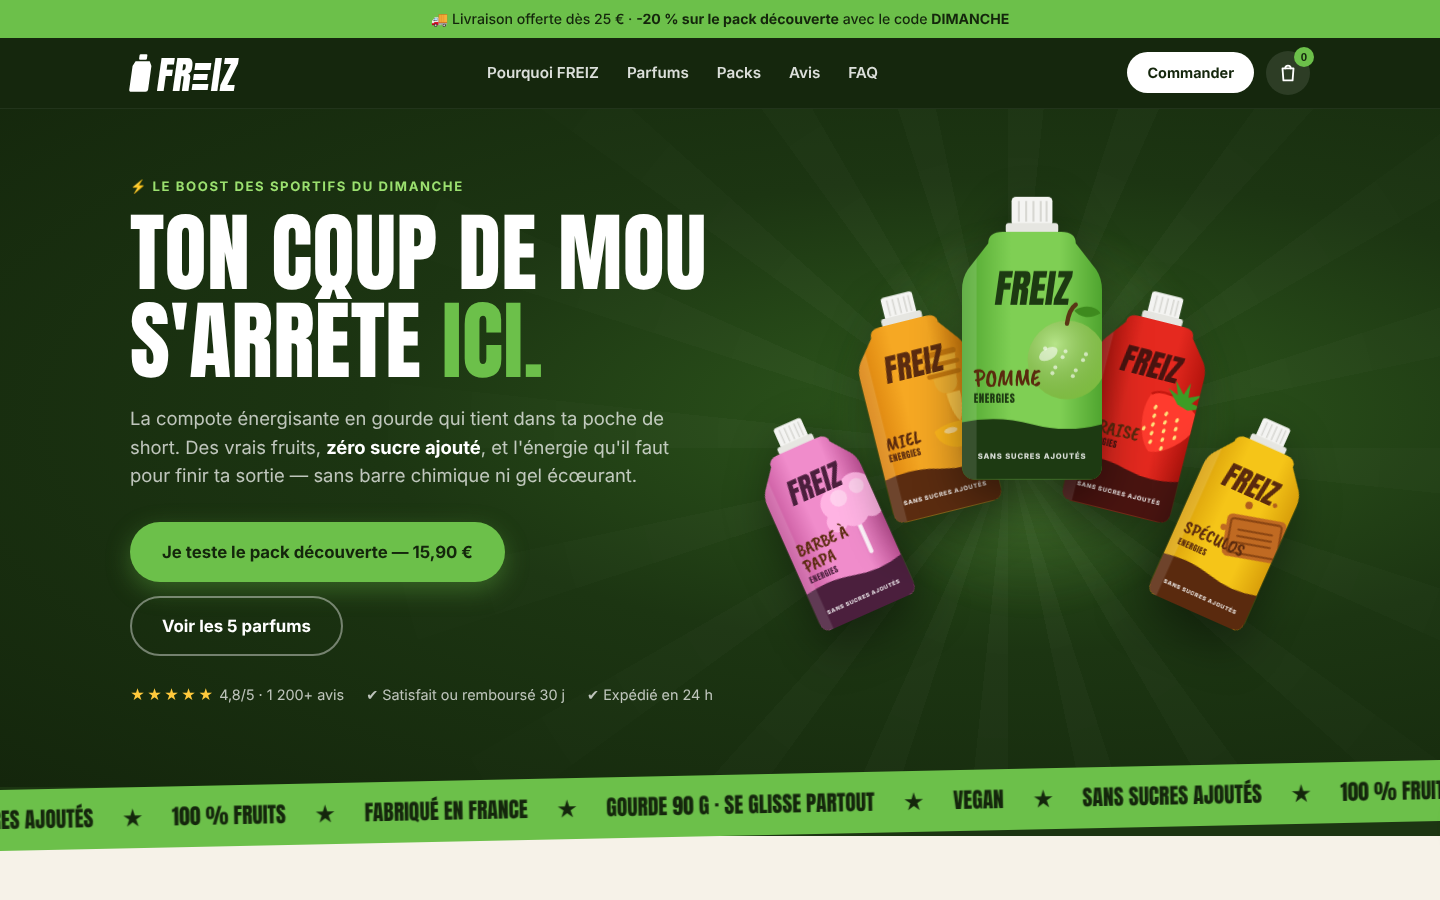 🚚 Livraison offerte dès 25 € · -20 % sur le pack découverte avec le code DIMANCHE
FREIZ
Pourquoi FREIZ
Parfums
Packs
Avis
FAQ
Commander
0
⚡ LE BOOST DES SPORTIFS DU DIMANCHE
TON COUP DE MOU
S'ARRÊTE ICI.
La compote énergisante en gourde qui tient dans ta poche de
short. Des vrais fruits, zéro sucre ajouté, et l'énergie qu'il faut
pour finir ta sortie — sans barre chimique ni gel écœurant.
Je teste le pack découverte — 15,90 €
Voir les 5 parfums
★★★★★ 4,8/5 · 1 200+ avis
✔ Satisfait ou remboursé 30 j
✔ Expédié en 24 h
FREIZ
BARBE À
PAPA
ENERGIES
SANS SUCRES AJOUTÉS
FREIZ
MIEL
ENERGIES
SANS SUCRES AJOUTÉS
FREIZ
POMME
ENERGIES
SANS SUCRES AJOUTÉS
FREIZ
RAISE
GIES
SANS SUCRES AJOUTÉS
FREIZ
SPÉCULOS
ENERGIES
SANS SUCRES AJOUTÉS
ES AJOUTÉS ★ 100 % FRUITS ★ FABRIQUÉ EN FRANCE ★ GOURDE 90 G · SE GLISSE PARTOUT ★ VEGAN ★ SANS SUCRES AJOUTÉS ★ 100 % FRUIT